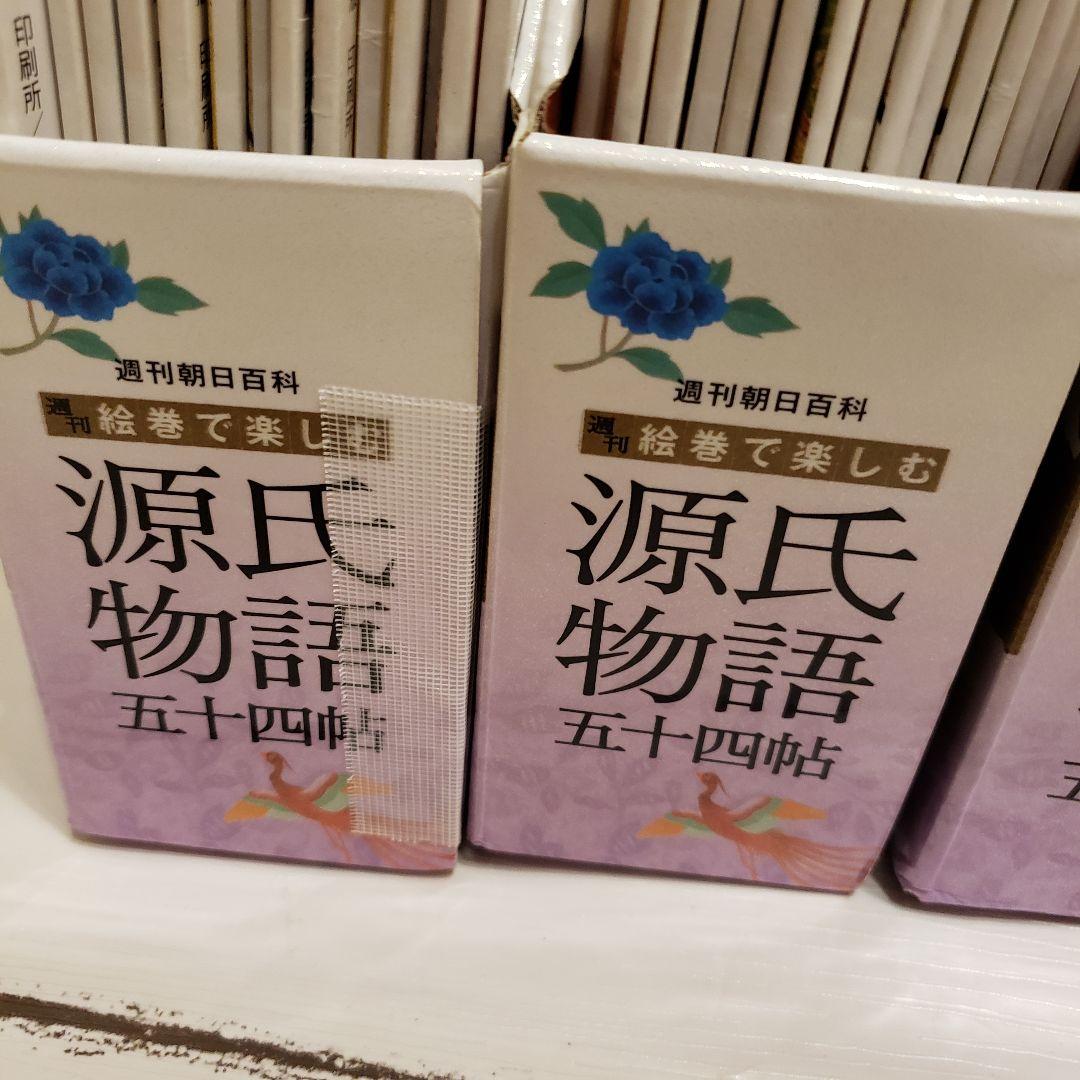 印刷所
週刊朝日百科
週刊 絵巻で楽しむ
源氏
物語
五十四帖
週刊朝日百科
週刊 絵巻で楽しむ
源氏
物語
五十四帖
五